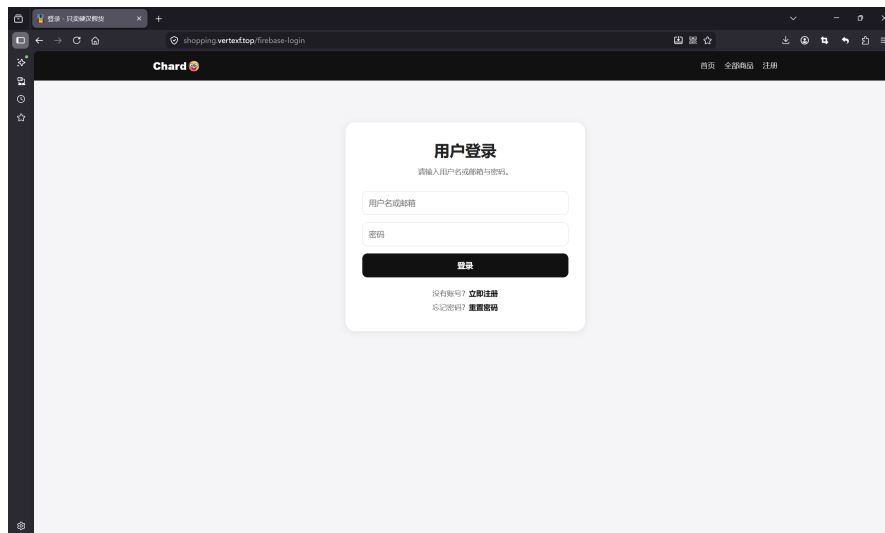 登录 - 只卖硬汉假货
shopping.vertexf.top/firebase-login
Chard
首页 全部商品 注册
用户登录
请输入用户名或邮箱与密码。
用户名或邮箱
密码
登录
没有账号? 立即注册
忘记密码? 重置密码